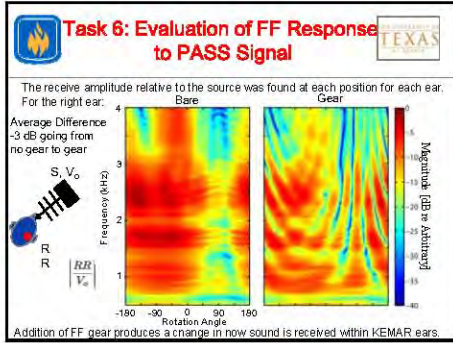 Task 6: Evaluation of FF Response
to PASS Signal
TEXAS
The receive amplitude relative to the source was found at each position for each ear.
For the right ear:
Bare
Gear
Average Difference
-3 dB going from
no gear to gear
S, Vo
R
R
|RR/Vo|
Frequency (kHz)
4
3
2
1
-180 -90 0 90 180
Rotation Angle
0
-5
-10
-15
-20
-25
-30
-35
-40
Magnitude [dB re Arbitrary]
Addition of FF gear produces a change in now sound is received within KEMAR ears.